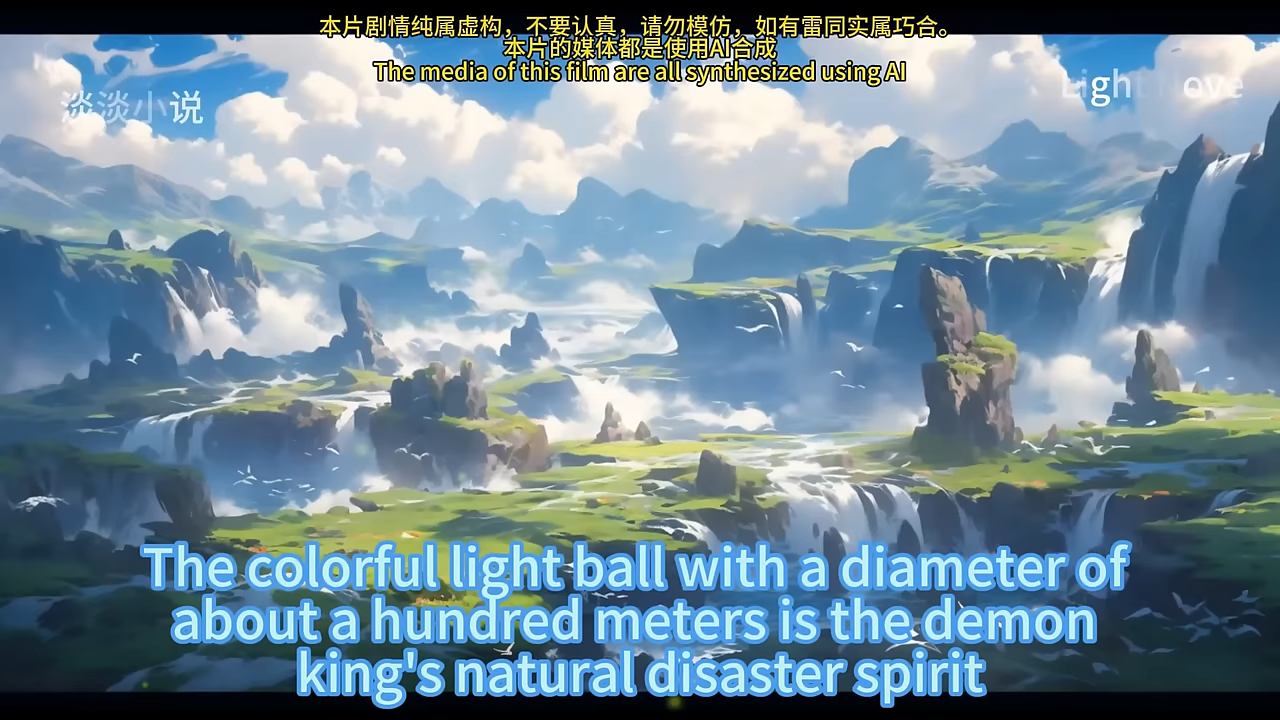 本片剧情纯属虚构，不要认真，请勿模仿，如有雷同实属巧合。
本片的媒体都是使用AI合成
The media of this film are all synthesized using AI
淡淡小说
Light
The colorful light ball with a diameter of
about a hundred meters is the demon
king's natural disaster spirit